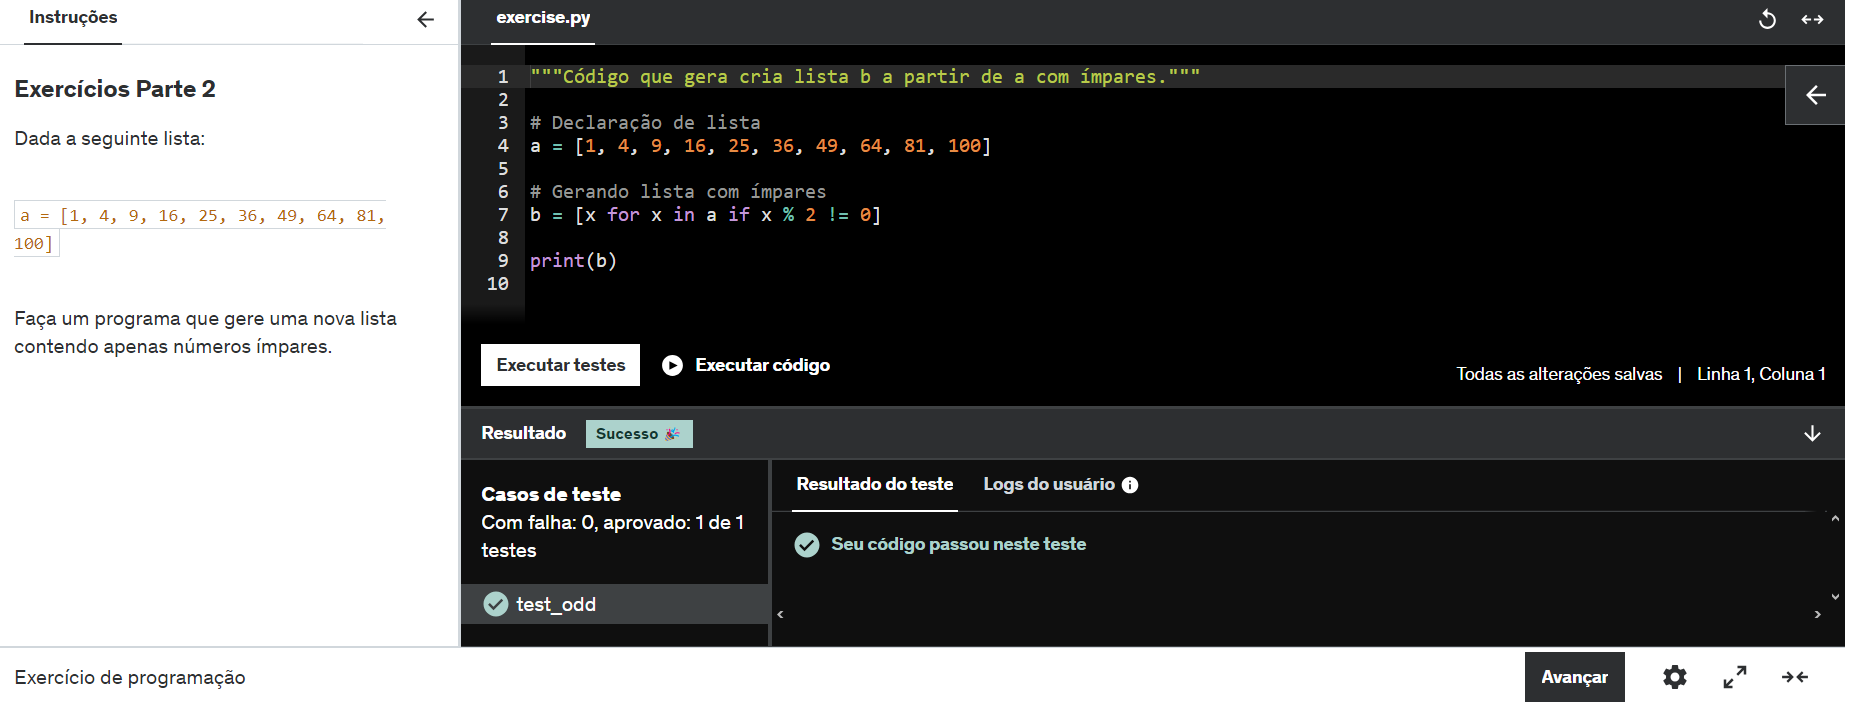 Instruções
Exercícios Parte 2
Dada a seguinte lista:
a = [1, 4, 9, 16, 25, 36, 49, 64, 81,
100]
Faça um programa que gere uma nova lista
contendo apenas números ímpares.
exercise.py
1 """Código que gera cria lista b a partir de a com ímpares."""
2
3 # Declaração de lista
4 a = [1, 4, 9, 16, 25, 36, 49, 64, 81, 100]
5
6 # Gerando lista com ímpares
7 b = [x for x in a if x % 2 != 0]
8
9 print(b)
10
Executar testes Executar código
Todas as alterações salvas | Linha 1, Coluna 1
Resultado Sucesso 🎉
Casos de teste
Com falha: 0, aprovado: 1 de 1
testes
test_odd
Resultado do teste Logs do usuário
Seu código passou neste teste
Exercício de programação
Avançar